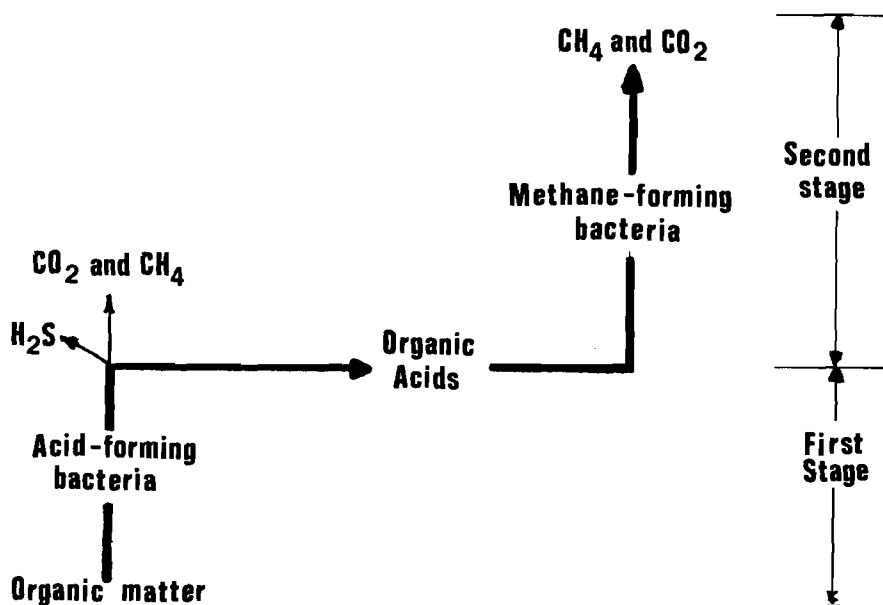 CH4 and CO2
Second
stage
Methane-forming
bacteria
CO2 and CH4
H2S
Organic
Acids
First
Stage
Acid-forming
bacteria
Organic matter